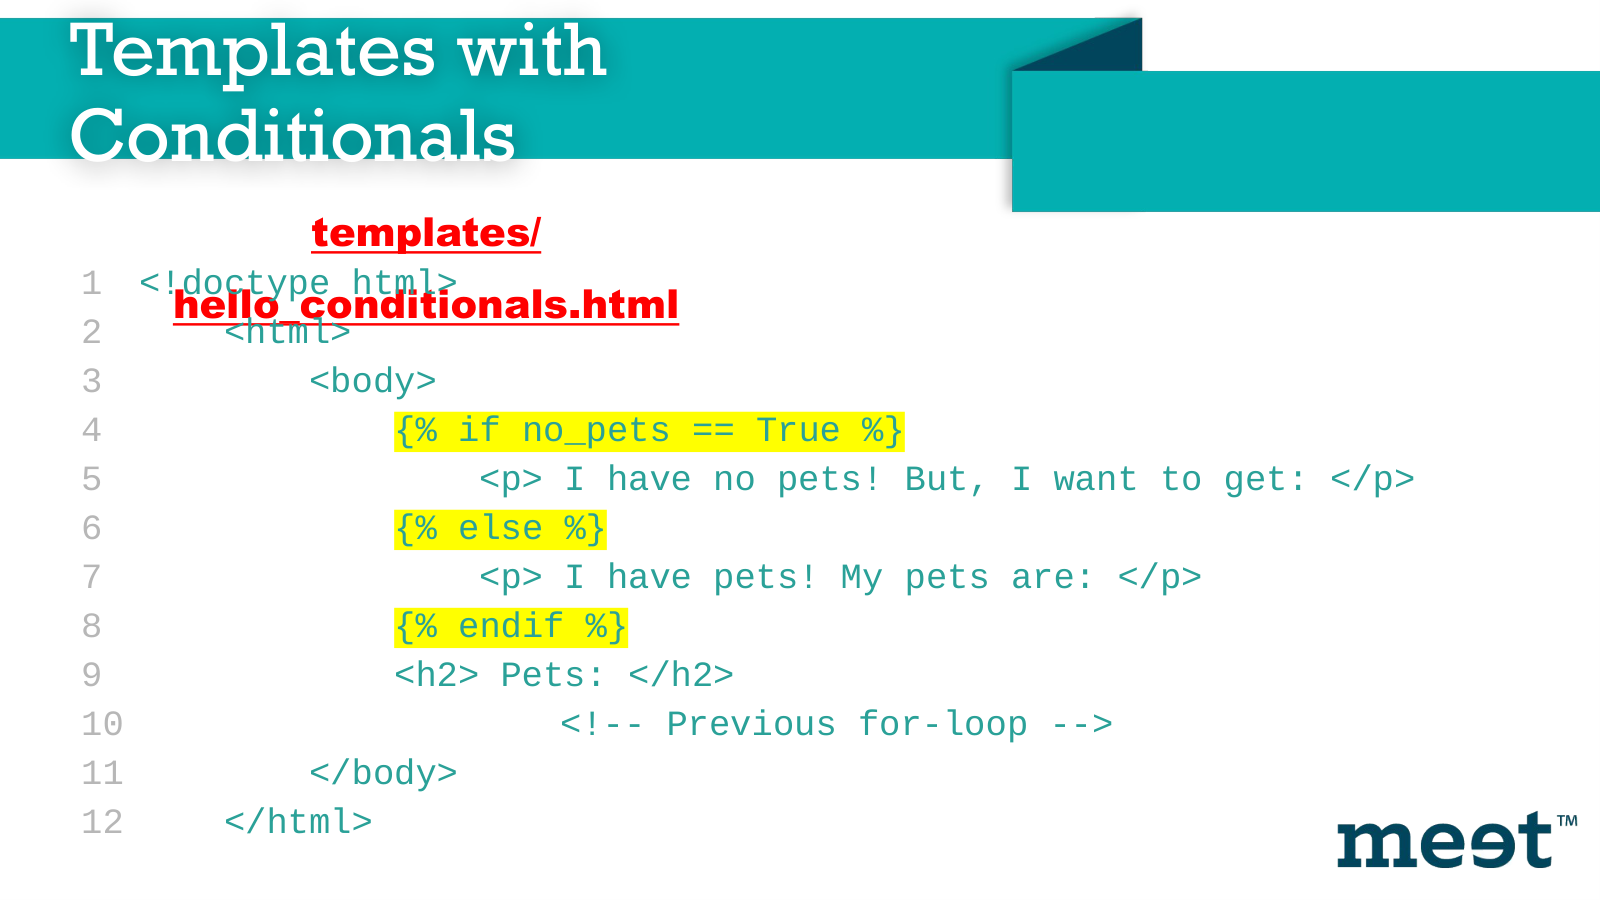 Templates with
Conditionals
templates/
hello_conditionals.html
1 <!doctype html>
2 <html>
3 <body>
4 {% if no_pets == True %}
5 <p> I have no pets! But, I want to get: </p>
6 {% else %}
7 <p> I have pets! My pets are: </p>
8 {% endif %}
9 <h2> Pets: </h2>
10 <!-- Previous for-loop -->
11 </body>
12 </html>
meet™